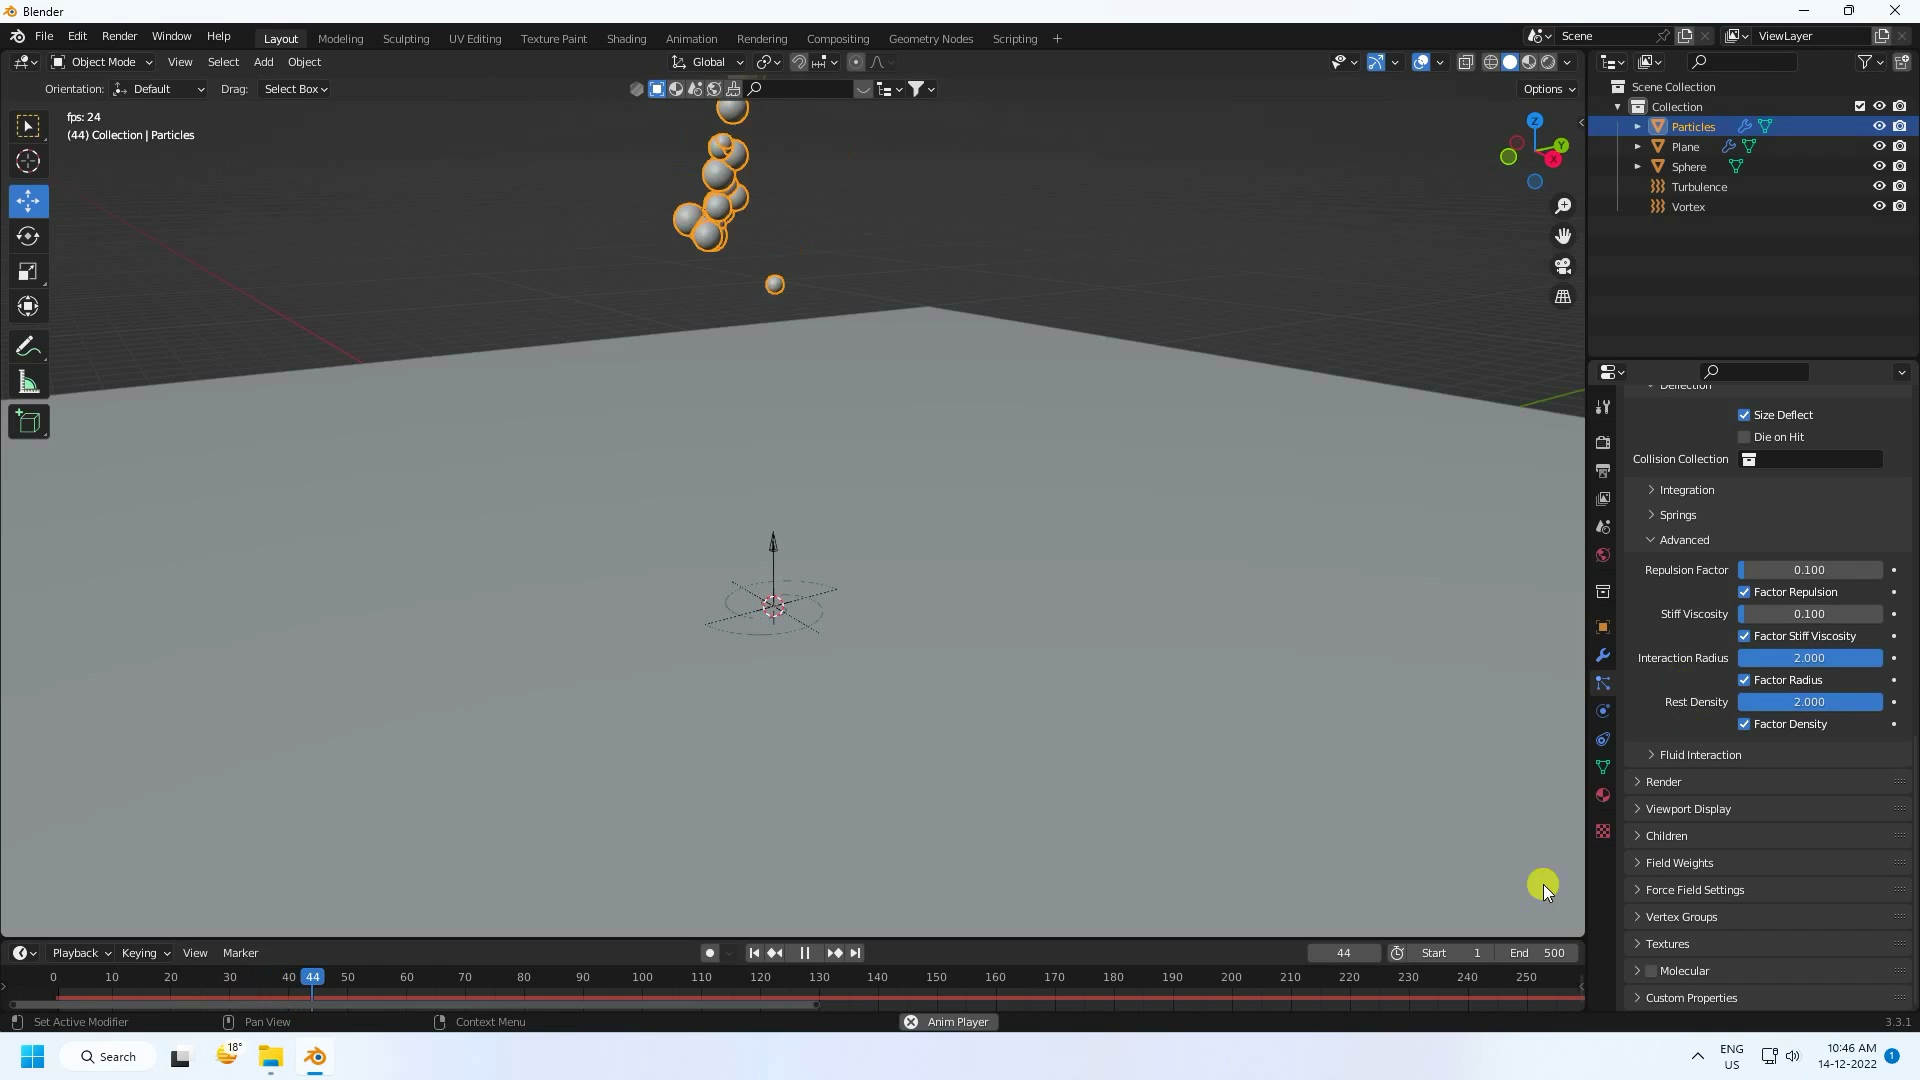 Blender
File Edit Render Window Help Layout Modeling Sculpting UV Editing Texture Paint Shading Animation Rendering Compositing Geometry Nodes Scripting + Scene ViewLayer
Object Mode View Select Add Object Global
Orientation: Default Drag: Select Box Options
fps: 24
(44) Collection | Particles
Z
Y
X
Scene Collection
Collection
Particles
Plane
Sphere
Turbulence
Vortex
Deflection
Size Deflect
Die on Hit
Collision Collection
Integration
Springs
Advanced
Repulsion Factor 0.100
Factor Repulsion
Stiff Viscosity 0.100
Factor Stiff Viscosity
Interaction Radius 2.000
Factor Radius
Rest Density 2.000
Factor Density
Fluid Interaction
Render
Viewport Display
Children
Field Weights
Force Field Settings
Vertex Groups
Textures
Molecular
Custom Properties
Playback Keying View Marker 44 Start 1 End 500
0 10 20 30 40 44 50 60 70 80 90 100 110 120 130 140 150 160 170 180 190 200 210 220 230 240 250
Set Active Modifier Pan View Context Menu Anim Player 3.3.1
Search 18° ENG US 10:46 AM 14-12-2022 1